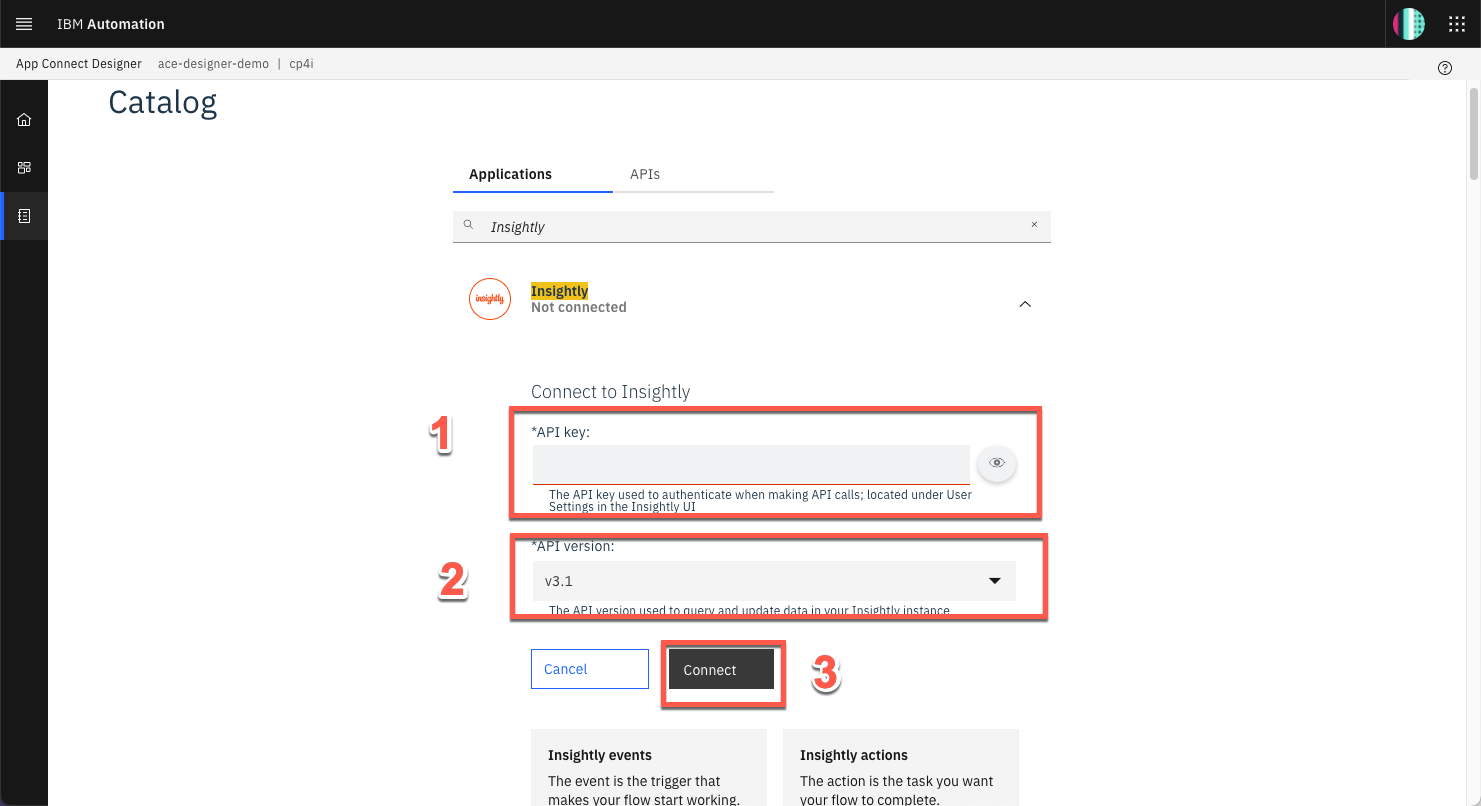 IBM Automation
App Connect Designer ace-designer-demo | cp4i
Catalog
Applications APIs
Insightly
insightly
Insightly
Not connected
Connect to Insightly
1
*API key:
The API key used to authenticate when making API calls; located under User
Settings in the Insightly UI
*API version:
2
v3.1
The API version used to query and update data in your Insightly instance
Cancel Connect 3
Insightly events
The event is the trigger that
makes your flow start working.
Insightly actions
The action is the task you want
your flow to complete.